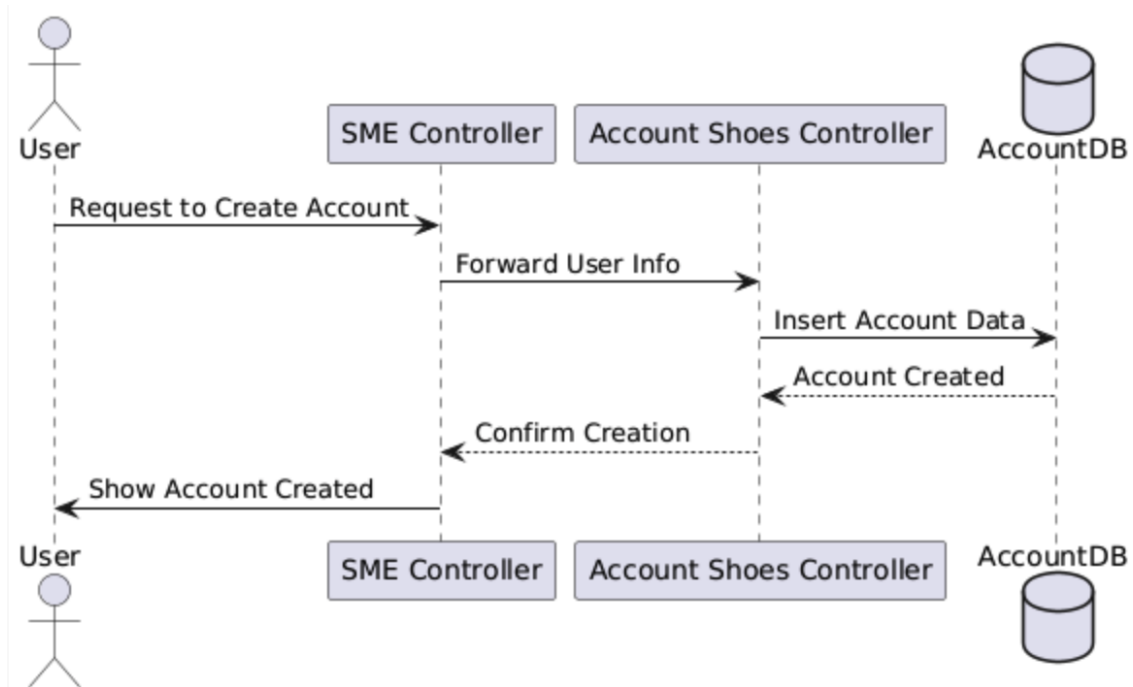 User
SME Controller
Account Shoes Controller
AccountDB
Request to Create Account
Forward User Info
Insert Account Data
Account Created
Confirm Creation
Show Account Created
User
SME Controller
Account Shoes Controller
AccountDB